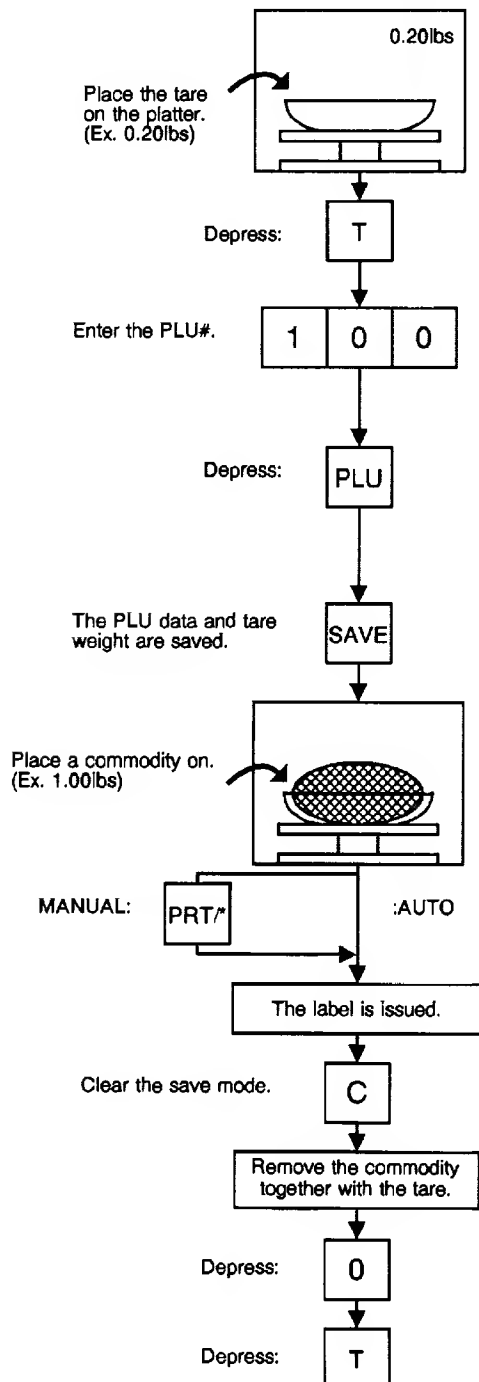 0.20lbs
Place the tare
on the platter.
(Ex. 0.20lbs)
Depress:
T
Enter the PLU#.
1 0 0
Depress:
PLU
The PLU data and tare
weight are saved.
SAVE
Place a commodity on.
(Ex. 1.00lbs)
MANUAL: PRT/* :AUTO
The label is issued.
Clear the save mode.
C
Remove the commodity
together with the tare.
Depress:
0
Depress:
T